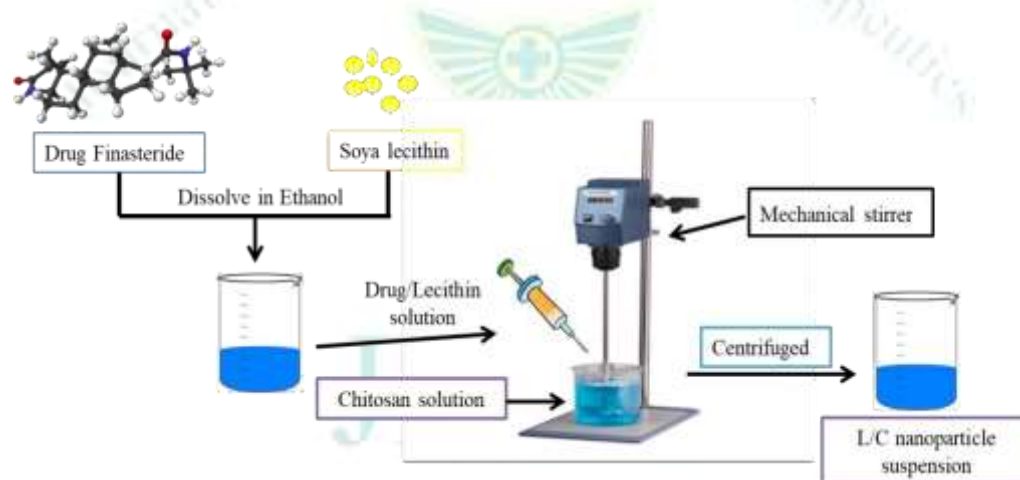 Drug Finasteride
Soya lecithin
Dissolve in Ethanol
Mechanical stirrer
Drug/Lecithin
solution
Centrifuged
Chitosan solution
L/C nanoparticle
suspension